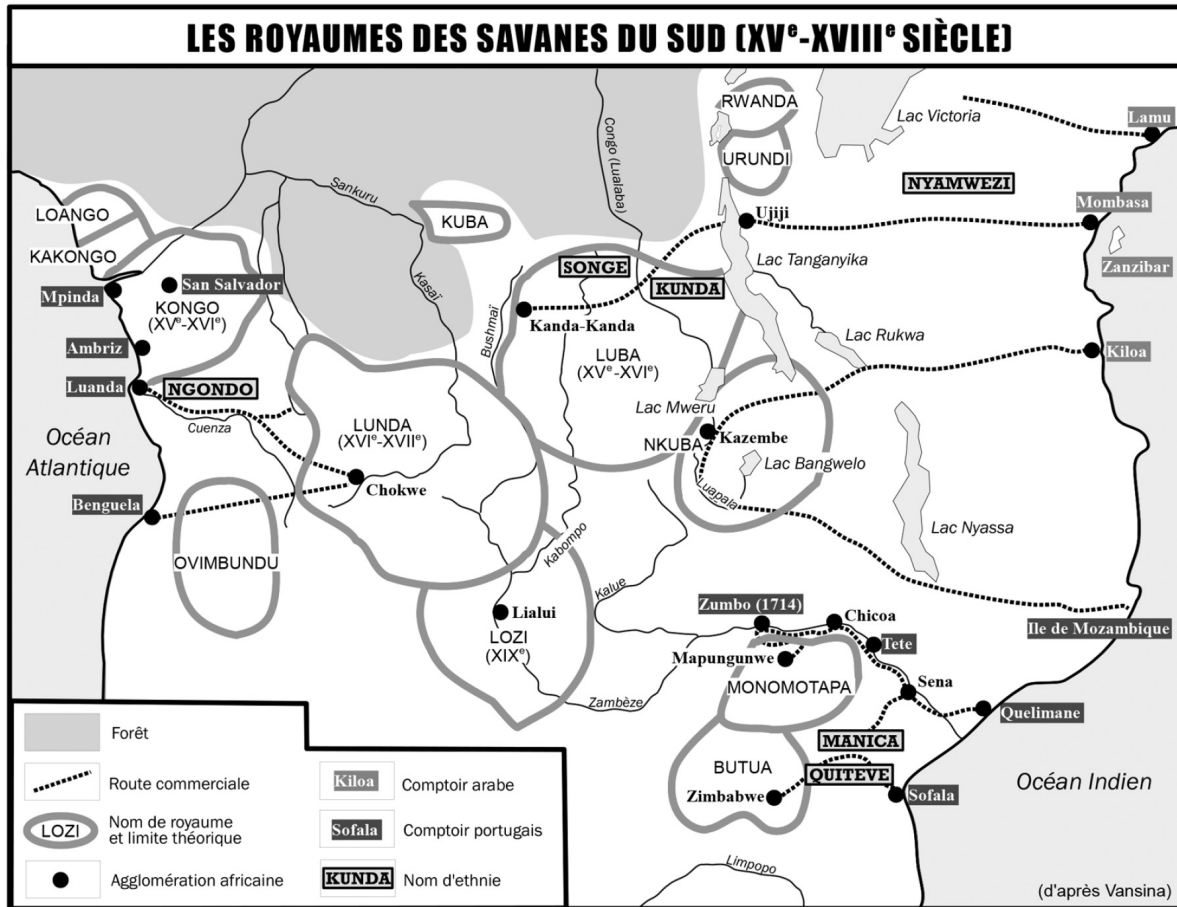 LES ROYAUMES DES SAVANES DU SUD (XVe-XVIIIe SIÈCLE)
RWANDA
Lac Victoria
Lamu
URUNDI
Congo (Lualaba)
NYAMWEZI
Sankuru
LOANGO
KUBA
Ujiji
Mombasa
KAKONGO
SONGE
Lac Tanganyika
Zanzibar
San Salvador
KUNDA
Mpinda
KONGO
(XVe-XVIe)
Kasaï
Bushmaï
Kanda-Kanda
Lac Rukwa
Ambriz
LUBA
(XVe-XVIe)
Kiloa
Luanda
NGONDO
Lac Mweru
Cuenza
LUNDA
(XVIe-XVIIe)
NKUBA
Kazembe
Océan
Atlantique
Lac Bangwelo
Chokwe
Luapala
Benguela
Lac Nyassa
OVIMBUNDU
Kabompo
Kalue
Lialui
Zumbo (1714)
Chicoa
Ile de Mozambique
LOZI
(XIXe)
Tete
Mapungunwe
MONOMOTAPA
Sena
Zambèze
Quelimane
MANICA
BUTUA
QUITEVE
Océan Indien
Zimbabwe
Sofala
Limpopo
Forêt
Route commerciale
LOZI
Nom de royaume
et limite théorique
Agglomération africaine
Kiloa
Comptoir arabe
Sofala
Comptoir portugais
KUNDA
Nom d'ethnie
(d'après Vansina)